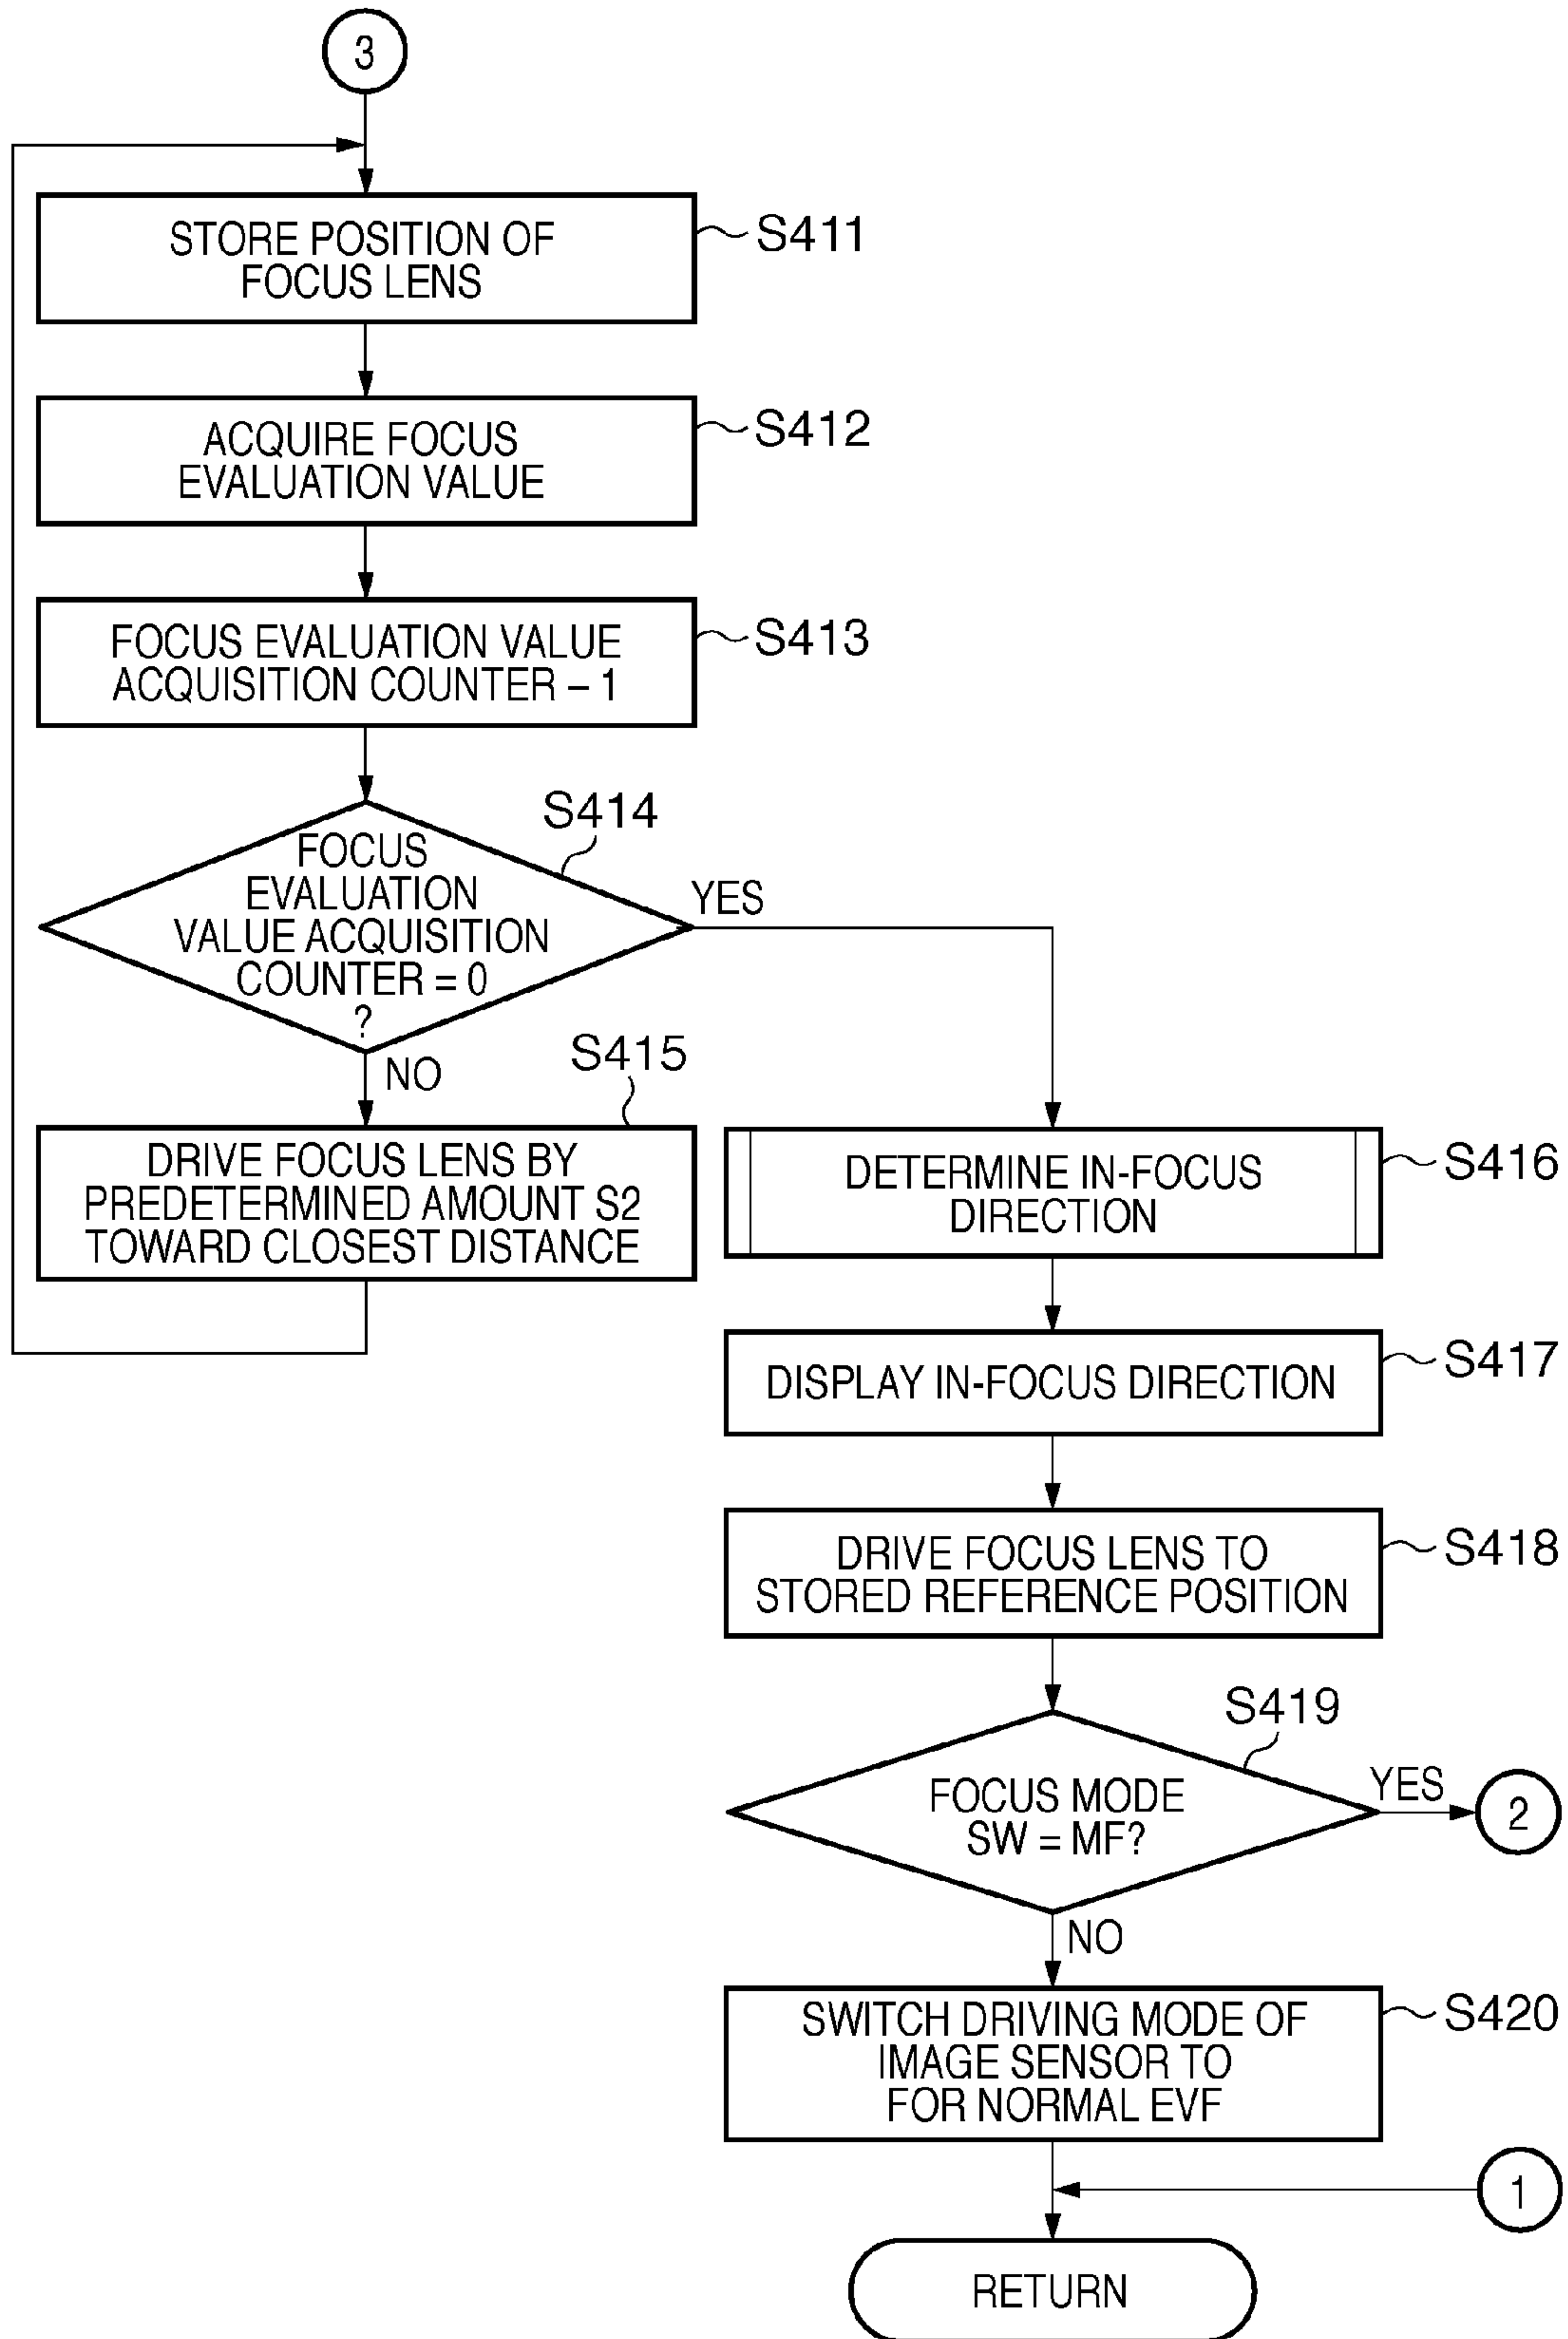 3
STORE POSITION OF
FOCUS LENS
S411
ACQUIRE FOCUS
EVALUATION VALUE
S412
FOCUS EVALUATION VALUE
ACQUISITION COUNTER – 1
S413
S414
FOCUS
EVALUATION
VALUE ACQUISITION
COUNTER = 0
?
YES
NO
S415
DRIVE FOCUS LENS BY
PREDETERMINED AMOUNT S2
TOWARD CLOSEST DISTANCE
DETERMINE IN-FOCUS
DIRECTION
S416
DISPLAY IN-FOCUS DIRECTION
S417
DRIVE FOCUS LENS TO
STORED REFERENCE POSITION
S418
S419
FOCUS MODE
SW = MF?
YES
2
NO
SWITCH DRIVING MODE OF
IMAGE SENSOR TO
FOR NORMAL EVF
S420
1
RETURN